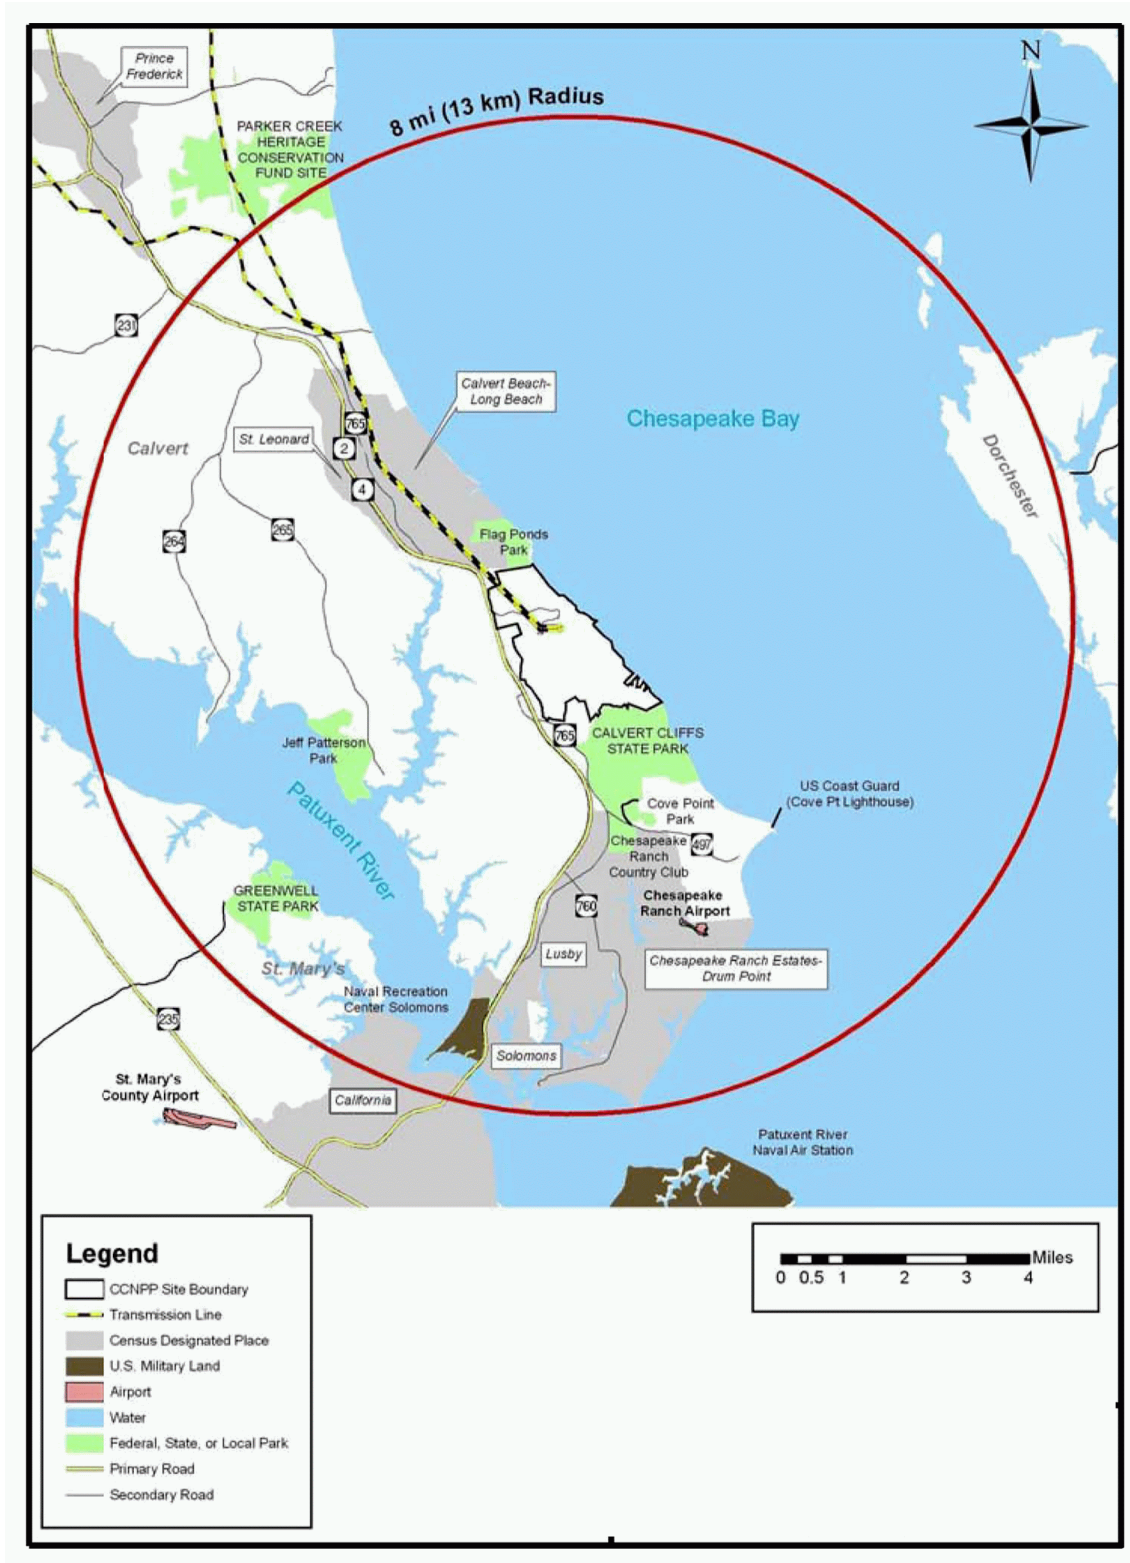 N
Prince
Frederick
8 mi (13 km) Radius
PARKER CREEK
HERITAGE
CONSERVATION
FUND SITE
231
Calvert Beach-
Long Beach
Chesapeake Bay
765
Calvert
St. Leonard
2
Dorchester
4
265
264
Flag Ponds
Park
765
CALVERT CLIFFS
STATE PARK
Jeff Patterson
Park
Patuxent River
US Coast Guard
(Cove Pt Lighthouse)
Cove Point
Park
Chesapeake
Ranch
Country Club
497
GREENWELL
STATE PARK
Chesapeake
Ranch Airport
760
Lusby
Chesapeake Ranch Estates-
Drum Point
St. Mary's
Naval Recreation
Center Solomons
235
Solomons
St. Mary's
County Airport
California
Patuxent River
Naval Air Station
Legend
CCNPP Site Boundary
Transmission Line
Census Designated Place
U.S. Military Land
Airport
Water
Federal, State, or Local Park
Primary Road
Secondary Road
Miles
0 0.5 1 2 3 4